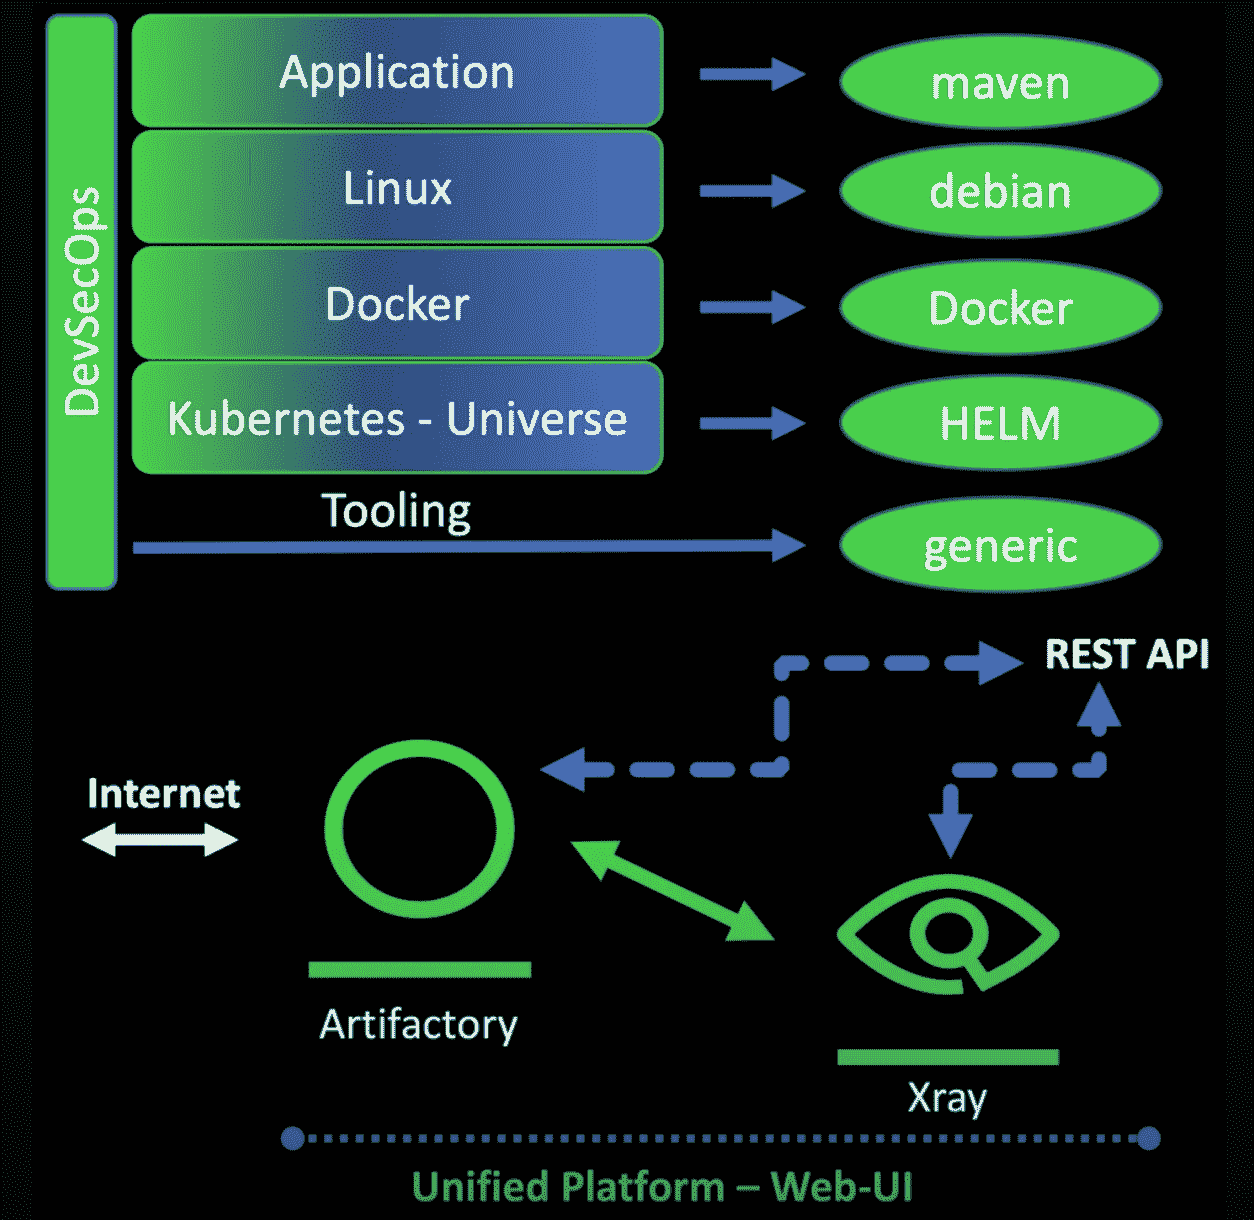 DevSecOps
Application
maven
Linux
debian
Docker
Docker
Kubernetes - Universe
HELM
Tooling
generic
REST API
Internet
Artifactory
Xray
Unified Platform – Web-UI